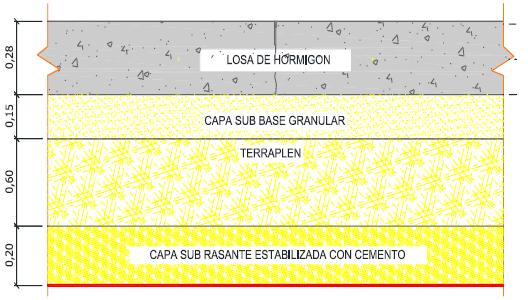 0,28
LOSA DE HORMIGON
0,15
CAPA SUB BASE GRANULAR
TERRAPLEN
0,60
0,20
CAPA SUB RASANTE ESTABILIZADA CON CEMENTO